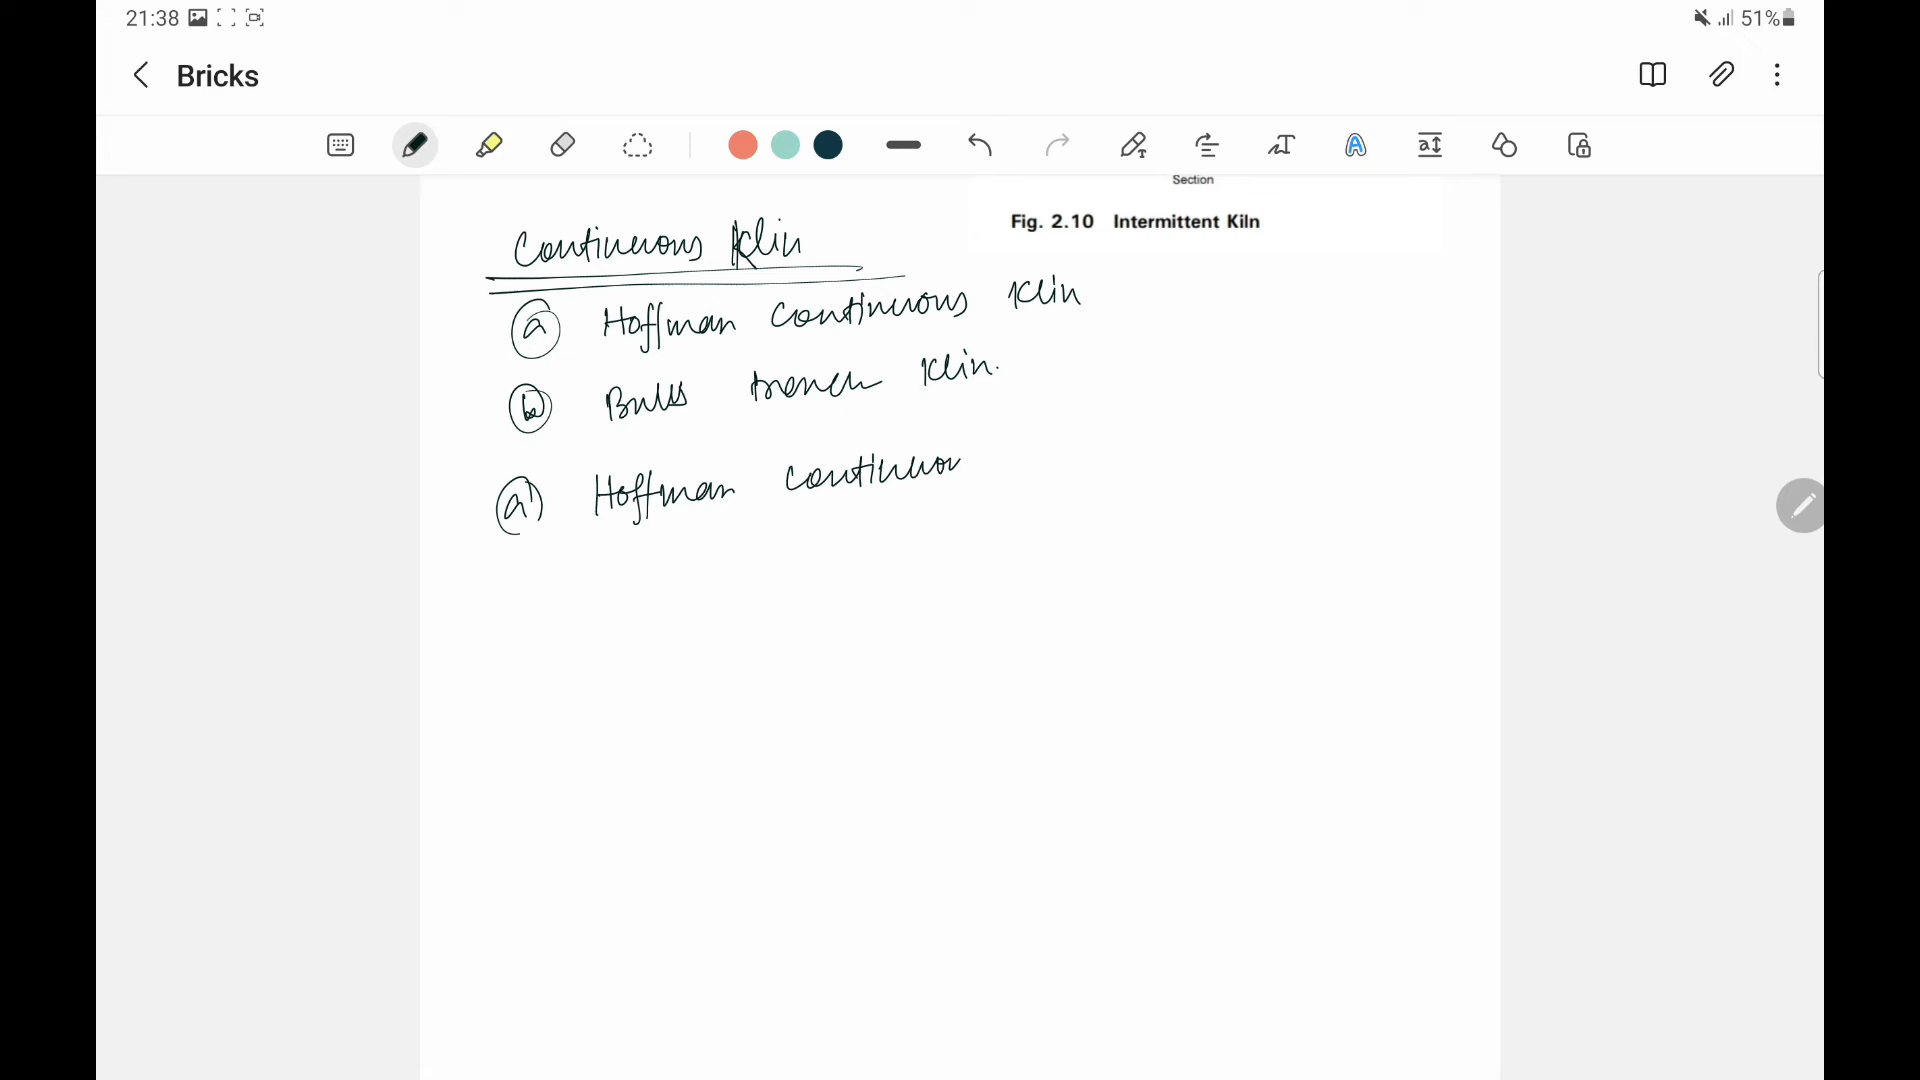 21:38 51%
Bricks
Section
Fig. 2.10 Intermittent Kiln
Continuous Klin
a Hoffman continuous Klin
b Bulls trench Klin.
a Hoffman continuou